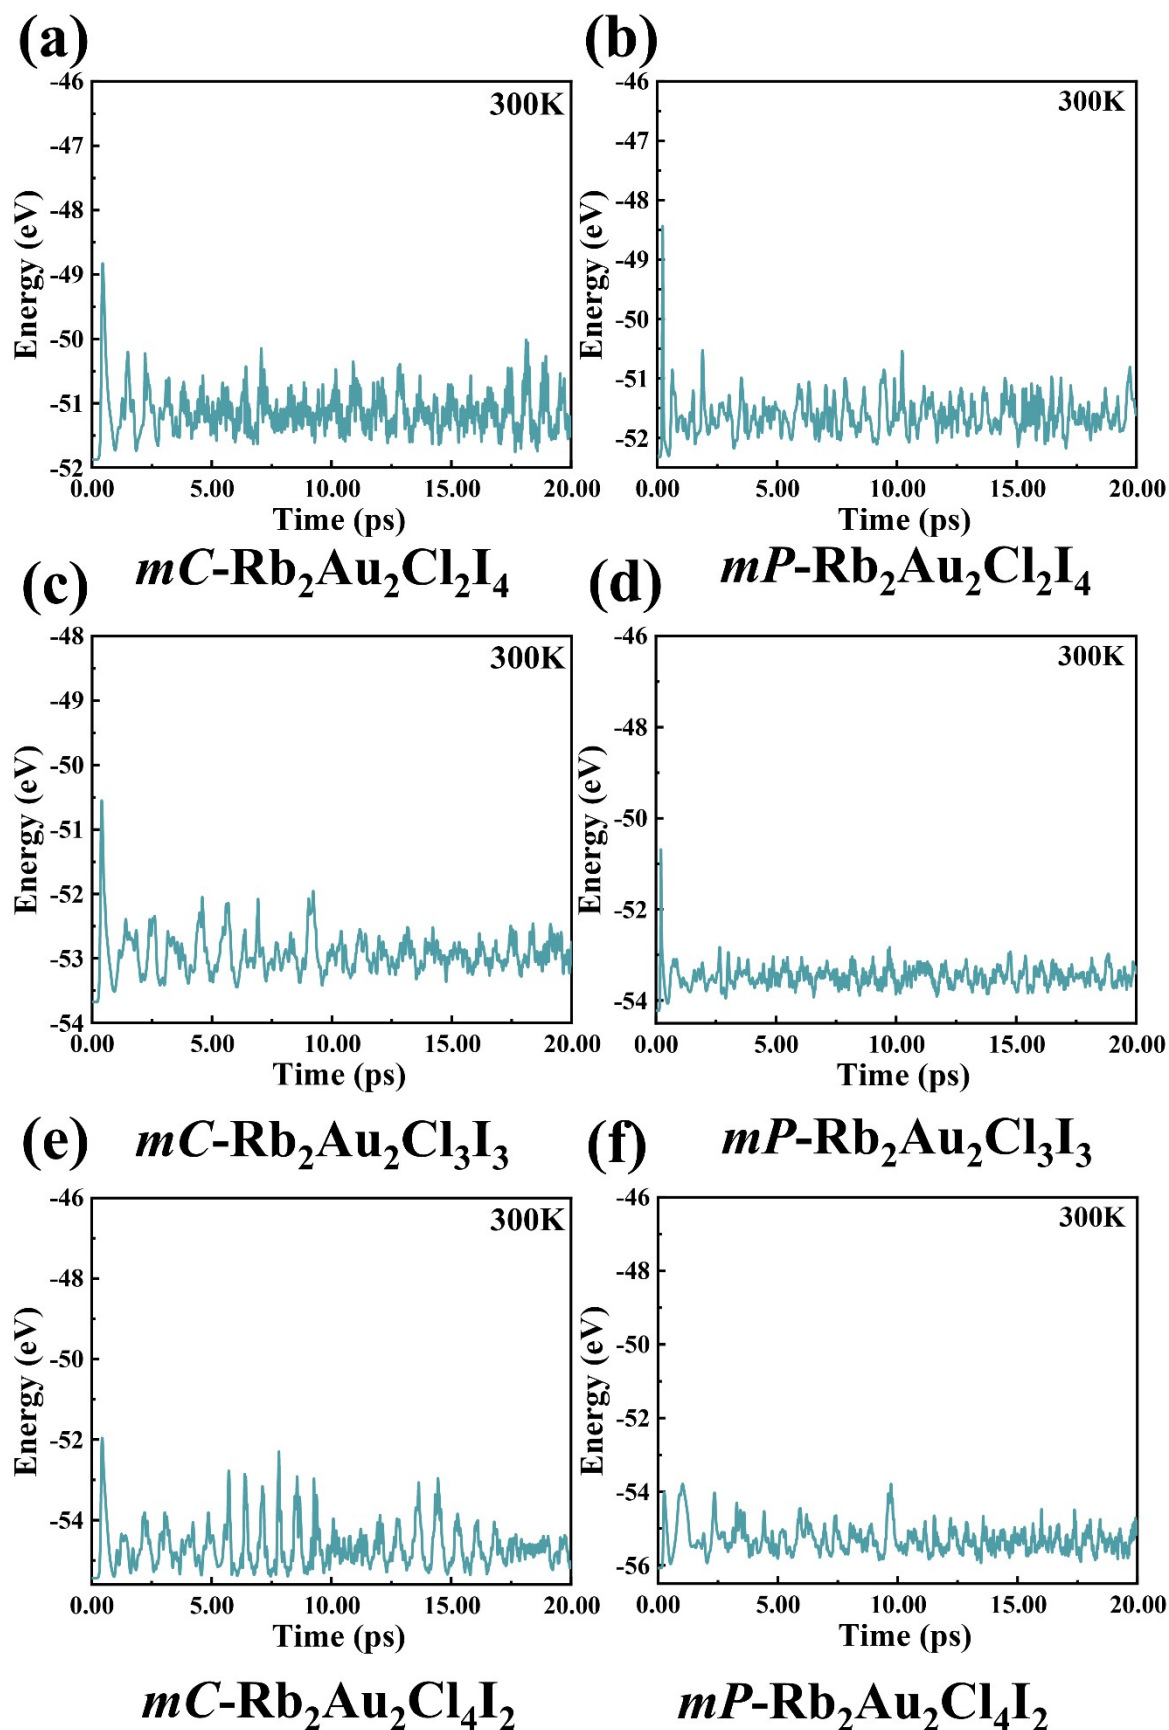 (a)
300K
-46
-47
-48
-49
-50
-51
-52
Energy (eV)
0.00 5.00 10.00 15.00 20.00
Time (ps)
mC-Rb₂Au₂Cl₂I₄
(b)
300K
-46
-47
-48
-49
-50
-51
-52
Energy (eV)
0.00 5.00 10.00 15.00 20.00
Time (ps)
mP-Rb₂Au₂Cl₂I₄
(c)
300K
-48
-49
-50
-51
-52
-53
-54
Energy (eV)
0.00 5.00 10.00 15.00 20.00
Time (ps)
mC-Rb₂Au₂Cl₃I₃
(d)
300K
-46
-48
-50
-52
-54
Energy (eV)
0.00 5.00 10.00 15.00 20.00
Time (ps)
mP-Rb₂Au₂Cl₃I₃
(e)
300K
-46
-48
-50
-52
-54
Energy (eV)
0.00 5.00 10.00 15.00 20.00
Time (ps)
mC-Rb₂Au₂Cl₄I₂
(f)
300K
-46
-48
-50
-52
-54
-56
Energy (eV)
0.00 5.00 10.00 15.00 20.00
Time (ps)
mP-Rb₂Au₂Cl₄I₂